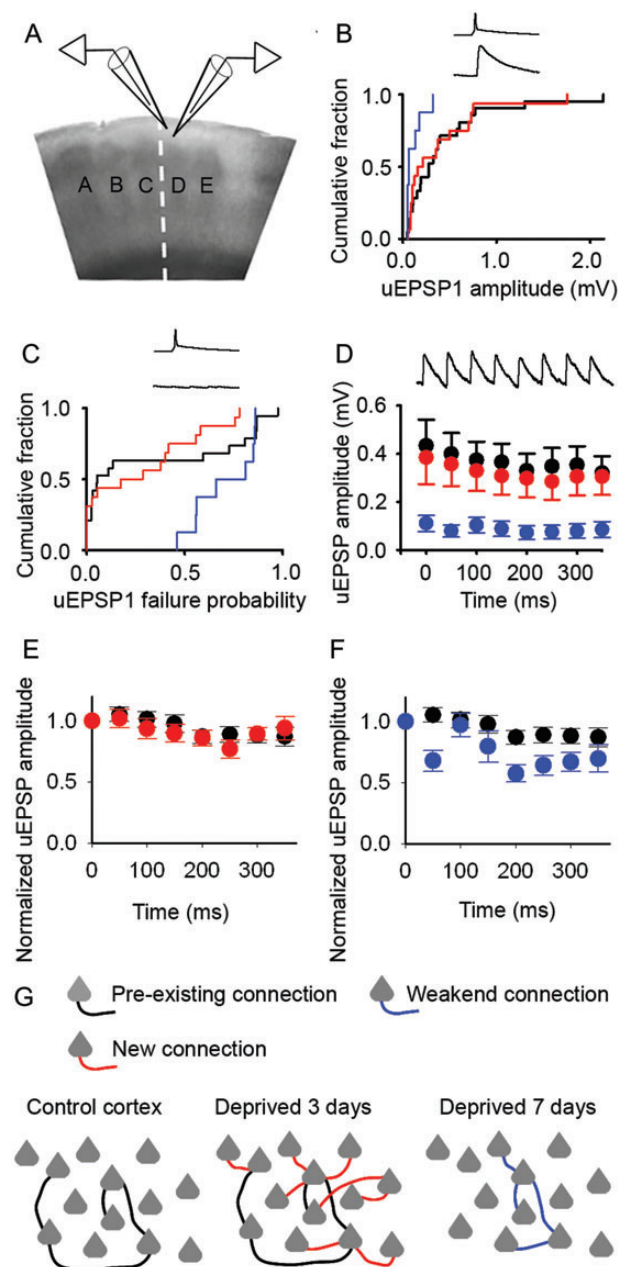 A
A B C D E
B
Cumulative fraction
1.0
0.5
0.0
0.0 1.0 2.0
uEPSP1 amplitude (mV)
C
Cumulative fraction
1.0
0.5
0.0
0.0 0.5 1.0
uEPSP1 failure probability
D
uEPSP amplitude (mV)
0.6
0.4
0.2
0.0
0 100 200 300
Time (ms)
E
Normalized uEPSP amplitude
1.0
0.5
0.0
0 100 200 300
Time (ms)
F
Normalized uEPSP amplitude
1.0
0.5
0.0
0 100 200 300
Time (ms)
G
Pre-existing connection
Weakend connection
New connection
Control cortex
Deprived 3 days
Deprived 7 days